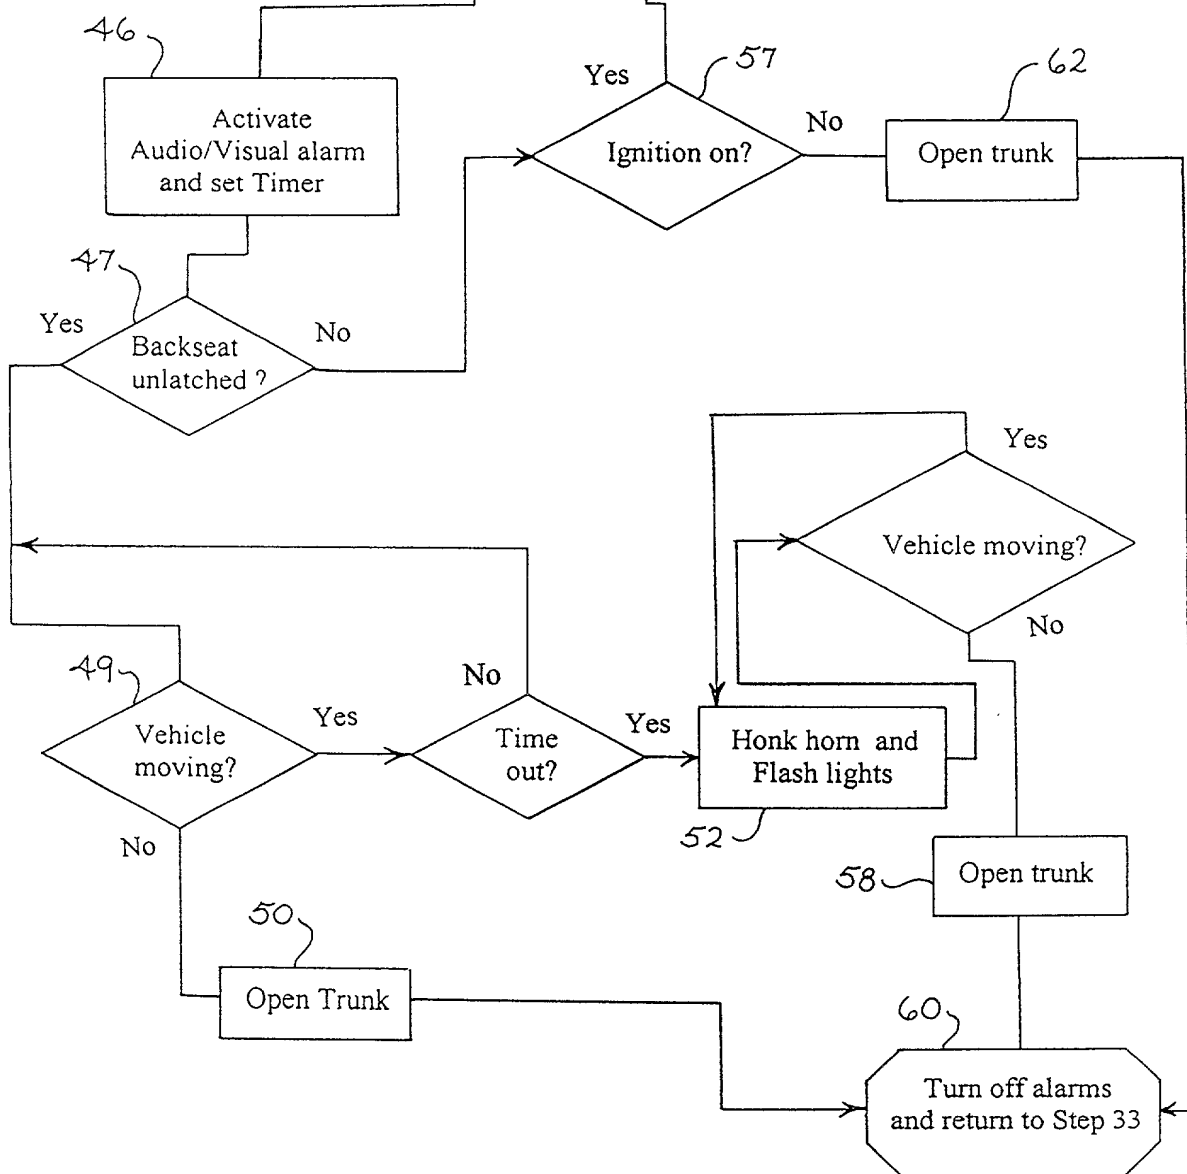 46
Activate
Audio/Visual alarm
and set Timer
Yes
57
Ignition on?
No
62
Open trunk
47
Yes
Backseat
unlatched ?
No
Yes
Vehicle moving?
No
49
Vehicle
moving?
Yes
No
No
Time
out?
Yes
Honk horn and
Flash lights
52
58
Open trunk
50
Open Trunk
60
Turn off alarms
and return to Step 33